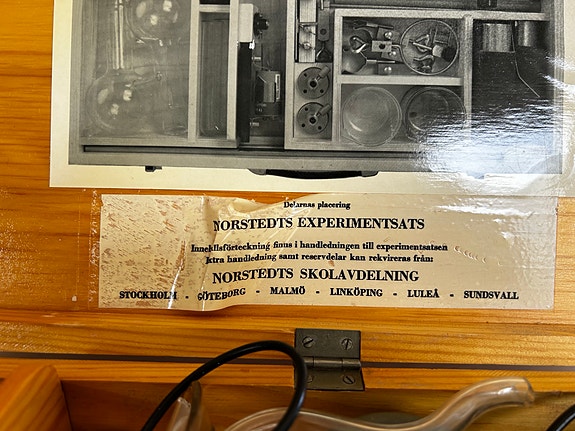 Delarnas placering
NORSTEDTS EXPERIMENTSATS
Innehllsförteckning finns i handledningen till experimentsatsen
Extra handledning samt reservdelar kan rekvireras från:
NORSTEDTS SKOLAVDELNING
STOCKHOLM - GÖTEBORG - MALMÖ - LINKÖPING - LULEÅ - SUNDSVALL